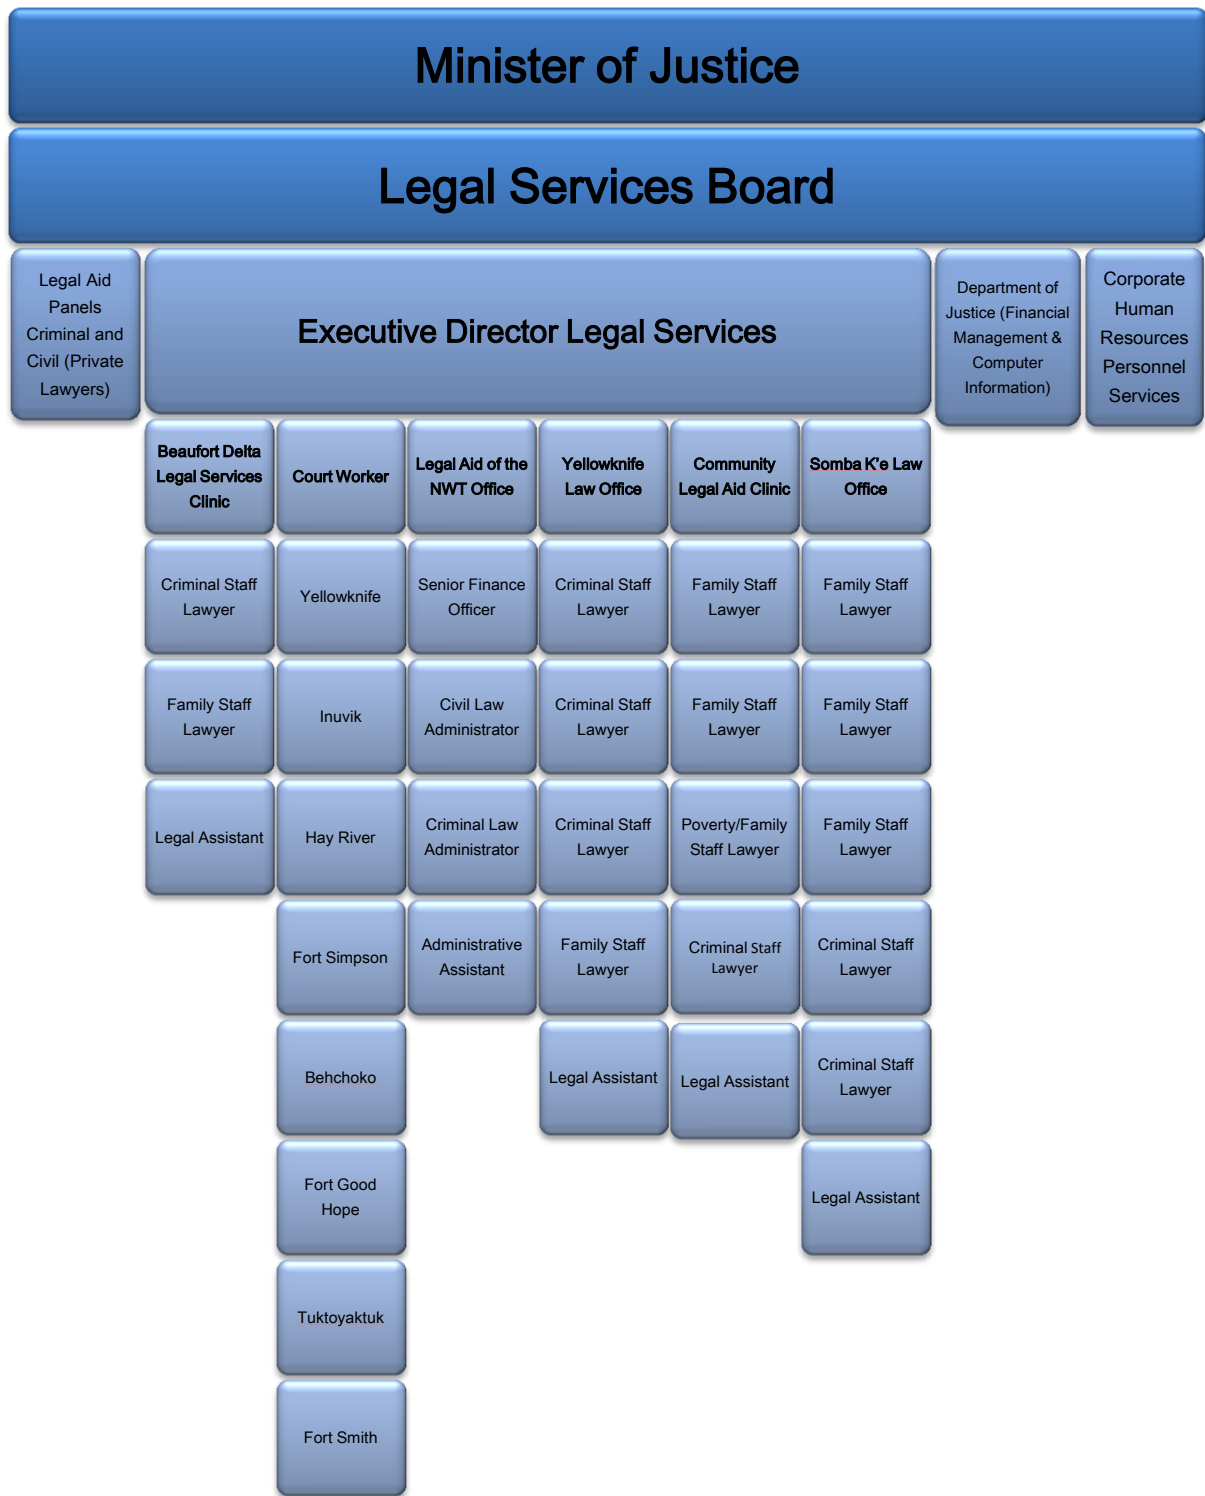 Minister of Justice
Legal Services Board
Legal Aid
Panels
Criminal and
Civil (Private
Lawyers)
Executive Director Legal Services
Department of
Justice (Financial
Management &
Computer
Information)
Corporate
Human
Resources
Personnel
Services
Beaufort Delta
Legal Services
Clinic
Court Worker
Legal Aid of the
NWT Office
Yellowknife
Law Office
Community
Legal Aid Clinic
Somba K'e Law
Office
Criminal Staff
Lawyer
Yellowknife
Senior Finance
Officer
Criminal Staff
Lawyer
Family Staff
Lawyer
Family Staff
Lawyer
Family Staff
Lawyer
Inuvik
Civil Law
Administrator
Criminal Staff
Lawyer
Family Staff
Lawyer
Family Staff
Lawyer
Legal Assistant
Hay River
Criminal Law
Administrator
Criminal Staff
Lawyer
Poverty/Family
Staff Lawyer
Family Staff
Lawyer
Fort Simpson
Administrative
Assistant
Family Staff
Lawyer
Criminal Staff
Lawyer
Criminal Staff
Lawyer
Behchoko
Legal Assistant
Legal Assistant
Criminal Staff
Lawyer
Fort Good
Hope
Legal Assistant
Tuktoyaktuk
Fort Smith